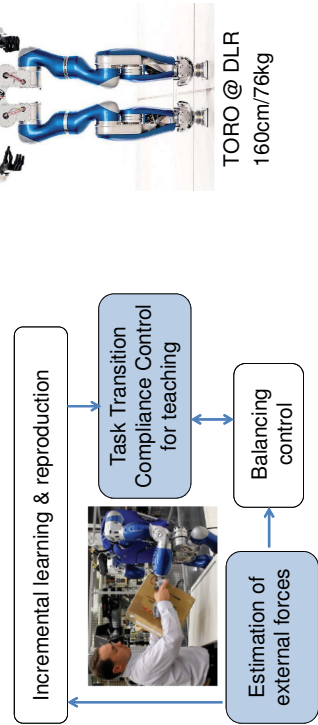 Incremental learning & reproduction
Task Transition
Compliance Control
for teaching
Estimation of
external forces
Balancing
control
TORO @ DLR
160cm/76kg